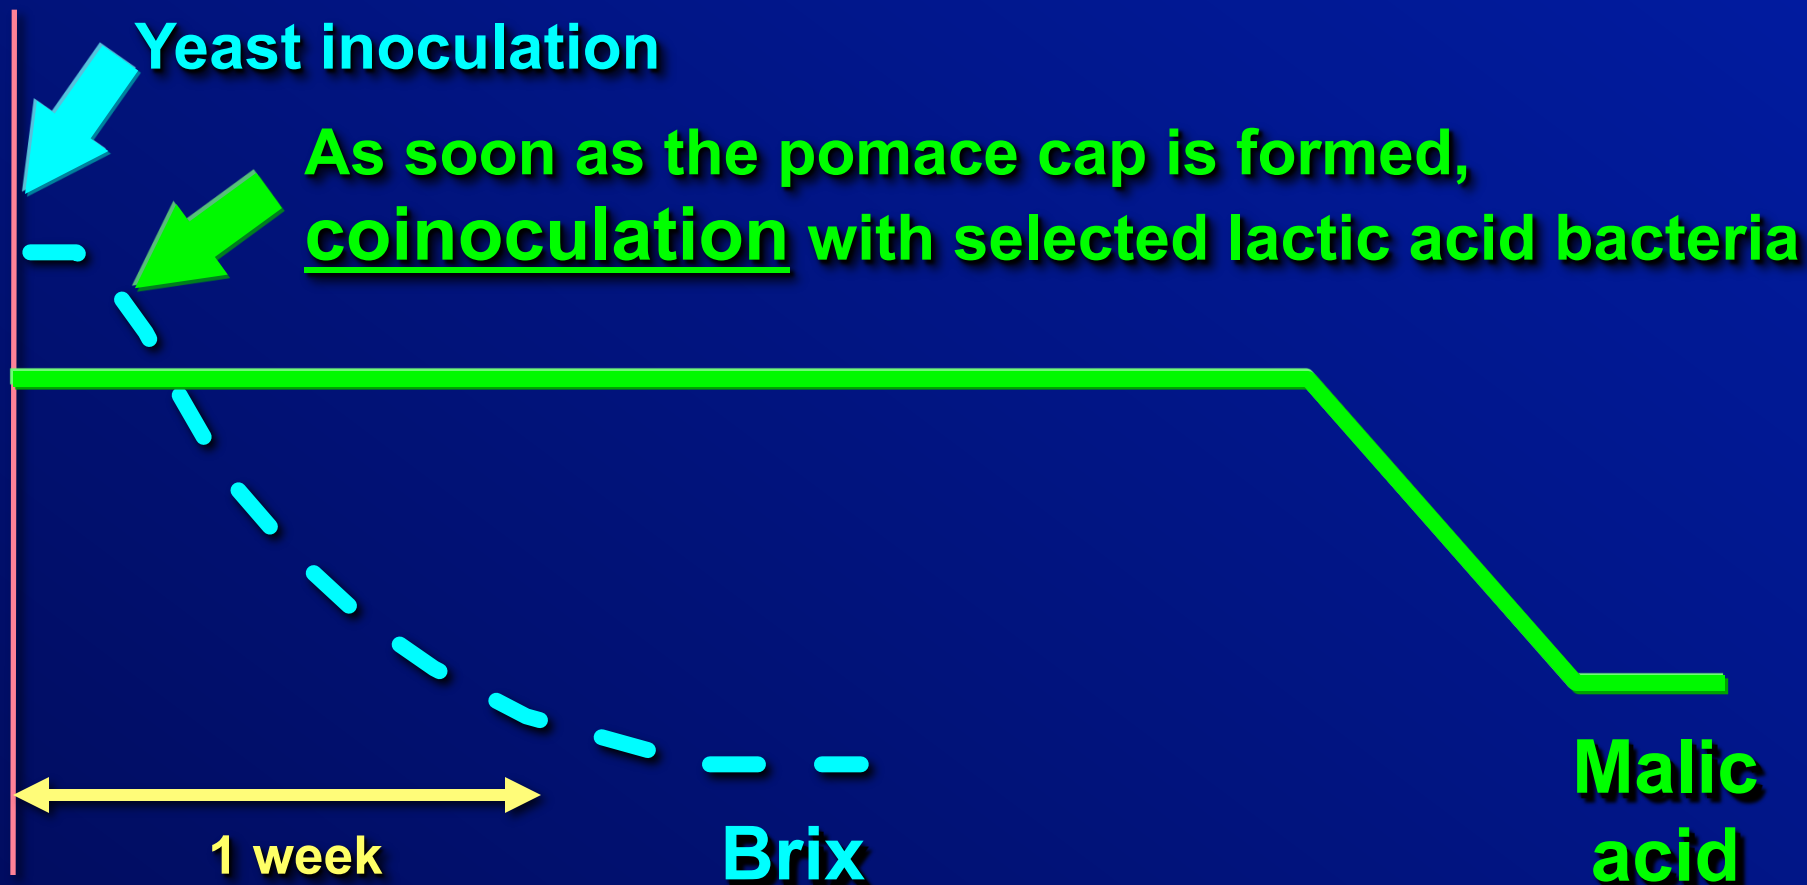 Yeast inoculation
As soon as the pomace cap is formed,
coinoculation with selected lactic acid bacteria
1 week
Brix
Malic
acid